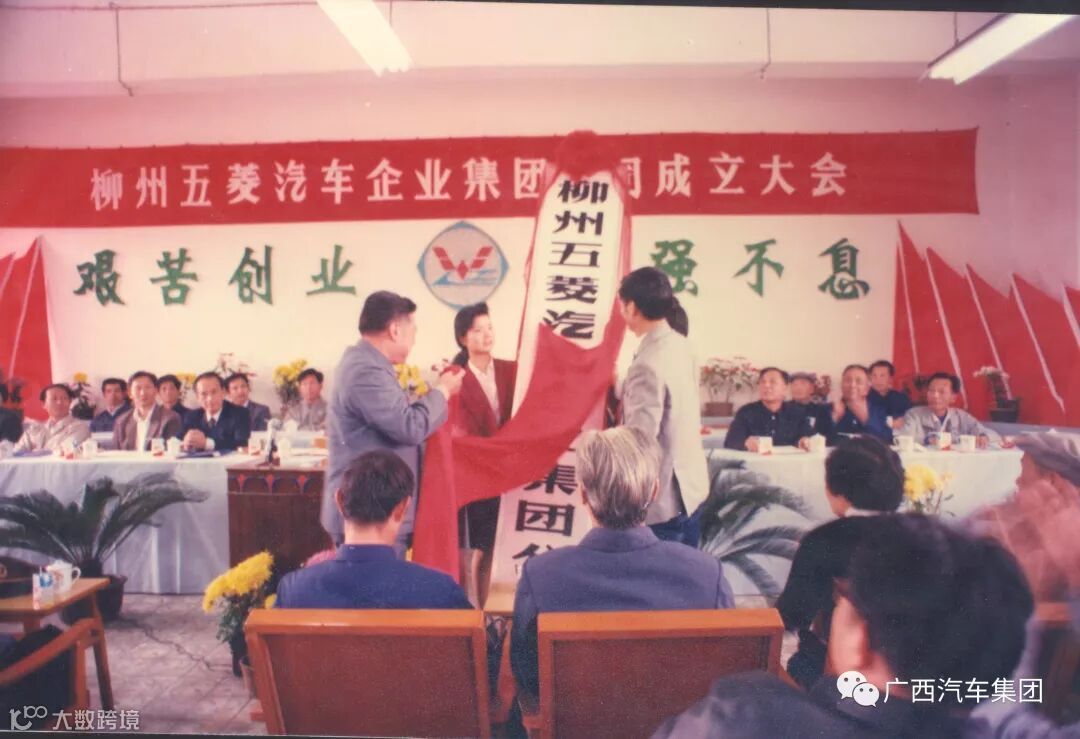 柳州五菱汽车企业集团 司成立大会
艰苦创业 强不息
柳州五菱汽
集团
广西汽车集团
大数跨境